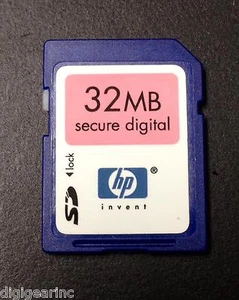 32MB
secure digital
lock
SD
hp
invent
digigearinc